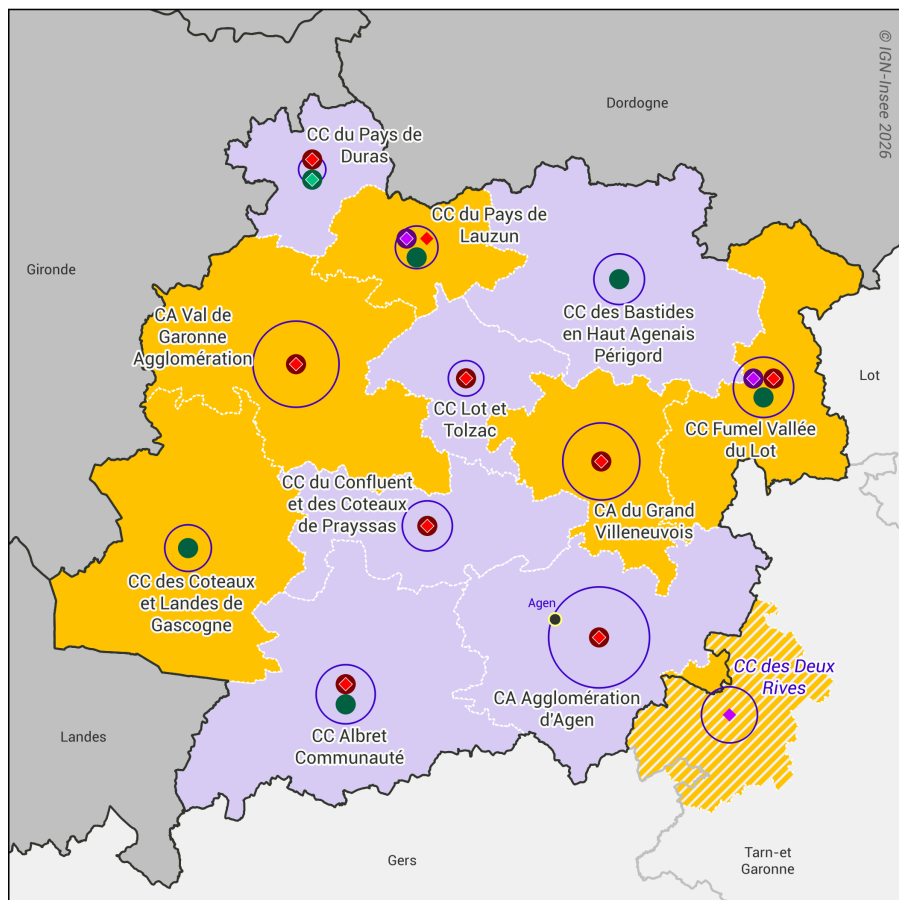 © IGN-Insee 2026
Dordogne
CC du Pays de
Duras
CC du Pays de
Lauzun
Gironde
CC des Bastides
en Haut Agenais
Périgord
CA Val de
Garonne
Agglomération
Lot
CC Lot et
Tolzac
CC Fumel Vallée
du Lot
CC du Confluent
et des Coteaux
de Prayssas
CA du Grand
Villeneuvois
CC des Coteaux
et Landes de
Gascogne
Agen
CC des Deux
Rives
CA Agglomération
d'Agen
CC Albret
Communauté
Landes
Gers
Tarn-et
Garonne